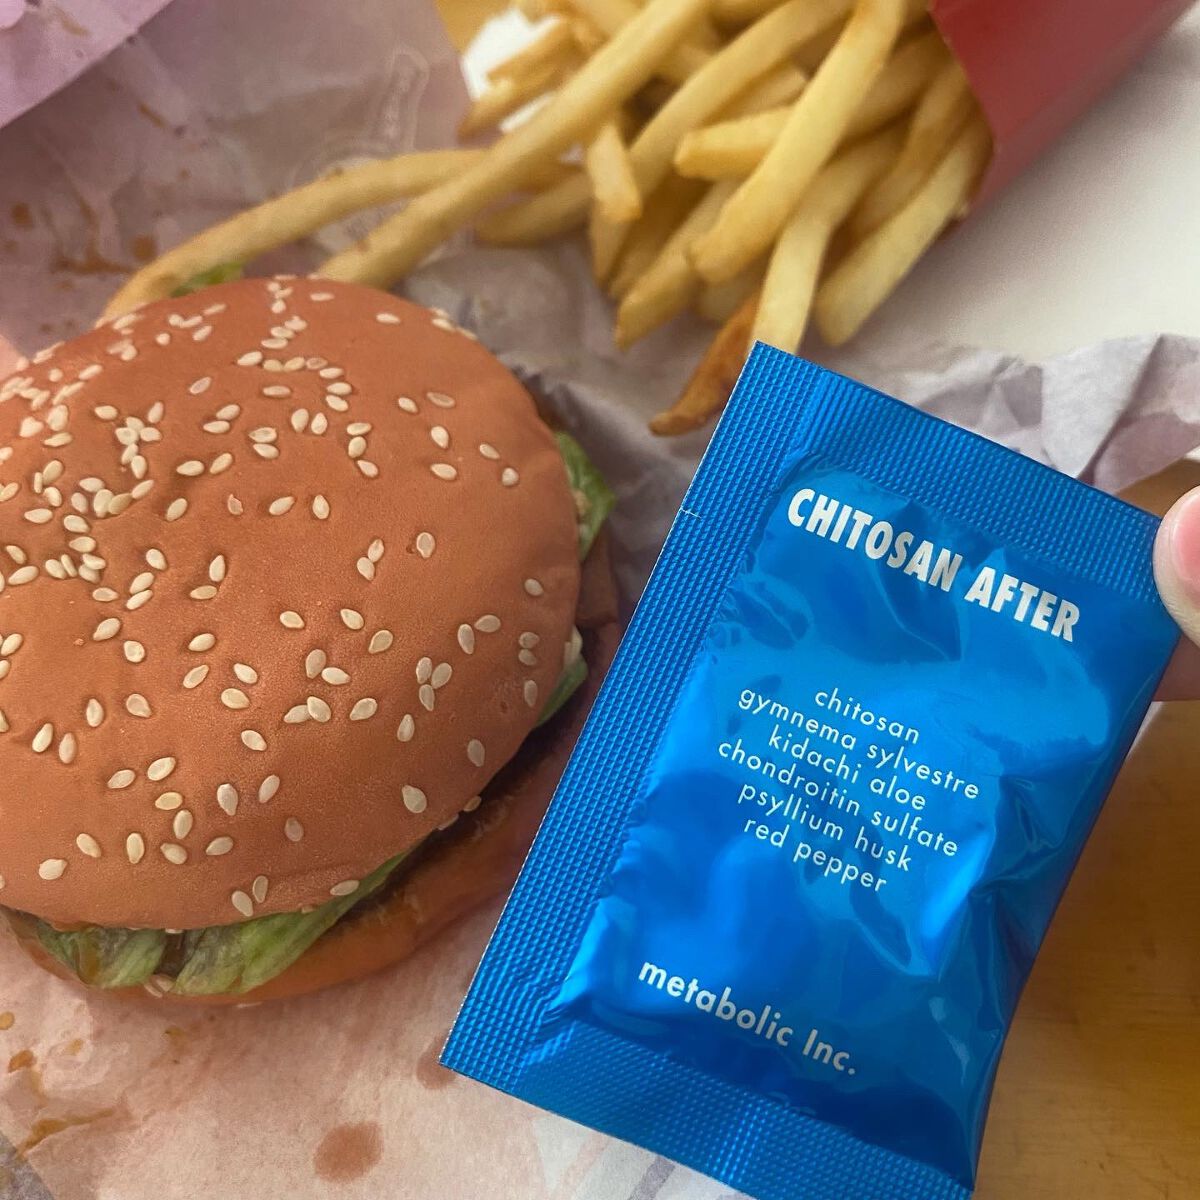 CHITOSAN AFTER
chitosan
gymnema sylvestre
kidachi aloe
chondroitin sulfate
psyllium husk
red pepper
metabolic Inc.